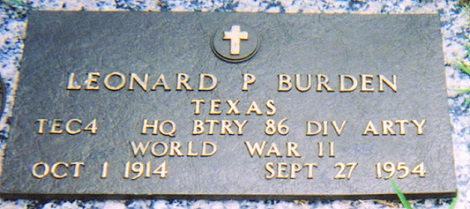 LEONARD P BURDEN
TEXAS
TEC4 HQ BTRY 86 DIV ARTY
WORLD WAR II
OCT 1 1914 SEPT 27 1954